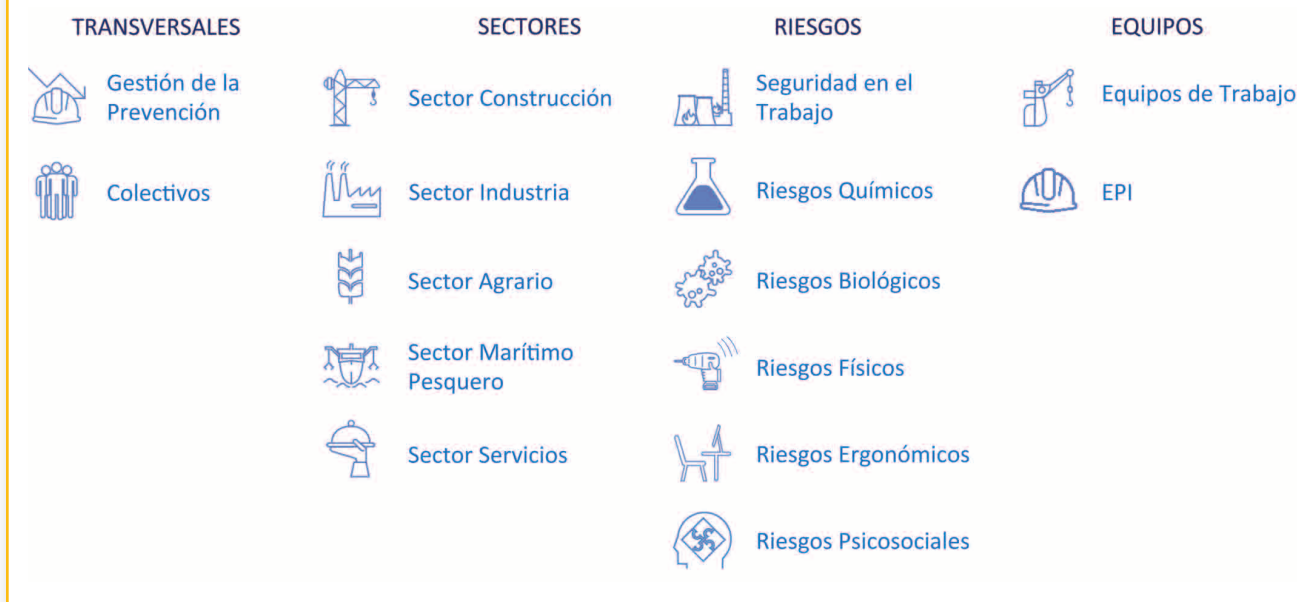 TRANSVERSALES
Gestión de la
Prevención
Colectivos
SECTORES
Sector Construcción
Sector Industria
Sector Agrario
Sector Marítimo
Pesquero
Sector Servicios
RIESGOS
Seguridad en el
Trabajo
Riesgos Químicos
Riesgos Biológicos
Riesgos Físicos
Riesgos Ergonómicos
Riesgos Psicosociales
EQUIPOS
Equipos de Trabajo
EPI